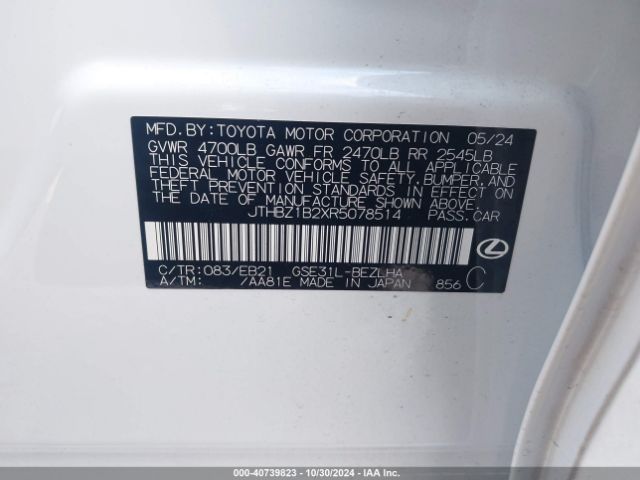 MFD. BY: TOYOTA MOTOR CORPORATION 05/24
GVWR 4700LB GAWR FR 2470LB RR 2545LB
THIS VEHICLE CONFORMS TO ALL APPLICABLE
FEDERAL MOTOR VEHICLE SAFETY, BUMPER, AND
THEFT PREVENTION STANDARDS IN EFFECT ON
THE DATE OF MANUFACTURE SHOWN ABOVE.
JTHBZ1B2XR5078514 PASS. CAR
C/TR: 083/EB21 GSE31L-BEZLHA
A/TM: /AA81E MADE IN JAPAN 856 C
000-40739823 - 10/30/2024 - IAA Inc.